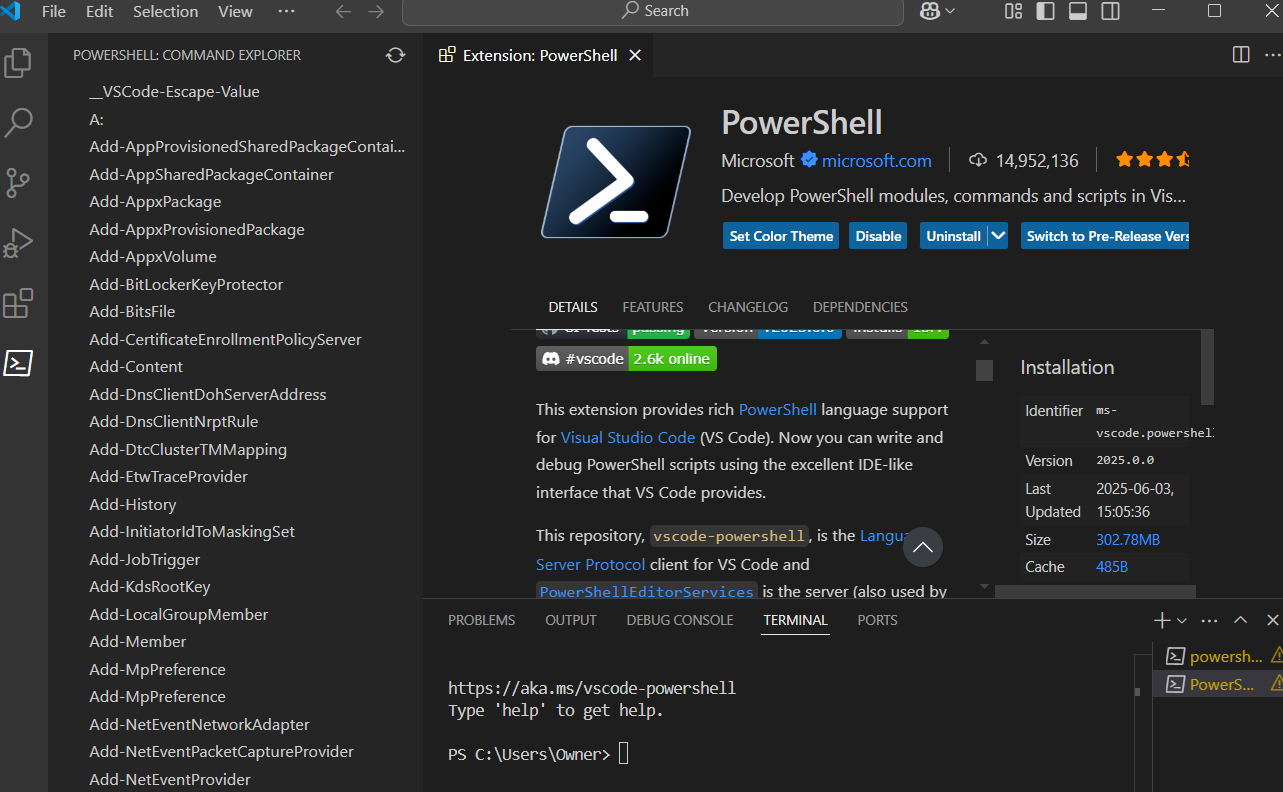 File Edit Selection View ··· Search
POWERSHELL: COMMAND EXPLORER
__VSCode-Escape-Value
A:
Add-AppProvisionedSharedPackageContai...
Add-AppSharedPackageContainer
Add-AppxPackage
Add-AppxProvisionedPackage
Add-AppxVolume
Add-BitLockerKeyProtector
Add-BitsFile
Add-CertificateEnrollmentPolicyServer
Add-Content
Add-DnsClientDohServerAddress
Add-DnsClientNrptRule
Add-DtcClusterTMMapping
Add-EtwTraceProvider
Add-History
Add-InitiatorIdToMaskingSet
Add-JobTrigger
Add-KdsRootKey
Add-LocalGroupMember
Add-Member
Add-MpPreference
Add-MpPreference
Add-NetEventNetworkAdapter
Add-NetEventPacketCaptureProvider
Add-NetEventProvider
Extension: PowerShell
PowerShell
Microsoft microsoft.com 14,952,136
Develop PowerShell modules, commands and scripts in Vis...
Set Color Theme Disable Uninstall Switch to Pre-Release Vers
DETAILS FEATURES CHANGELOG DEPENDENCIES
passing
#vscode 2.6k online
This extension provides rich PowerShell language support
for Visual Studio Code (VS Code). Now you can write and
debug PowerShell scripts using the excellent IDE-like
interface that VS Code provides.
This repository, vscode-powershell, is the Langu
Server Protocol client for VS Code and
PowerShellEditorServices is the server (also used by
Installation
Identifier ms-
vscode.powershell
Version 2025.0.0
Last 2025-06-03,
Updated 15:05:36
Size 302.78MB
Cache 485B
PROBLEMS OUTPUT DEBUG CONSOLE TERMINAL PORTS
https://aka.ms/vscode-powershell
Type 'help' to get help.
PS C:\Users\Owner>
powersh...
PowerS...